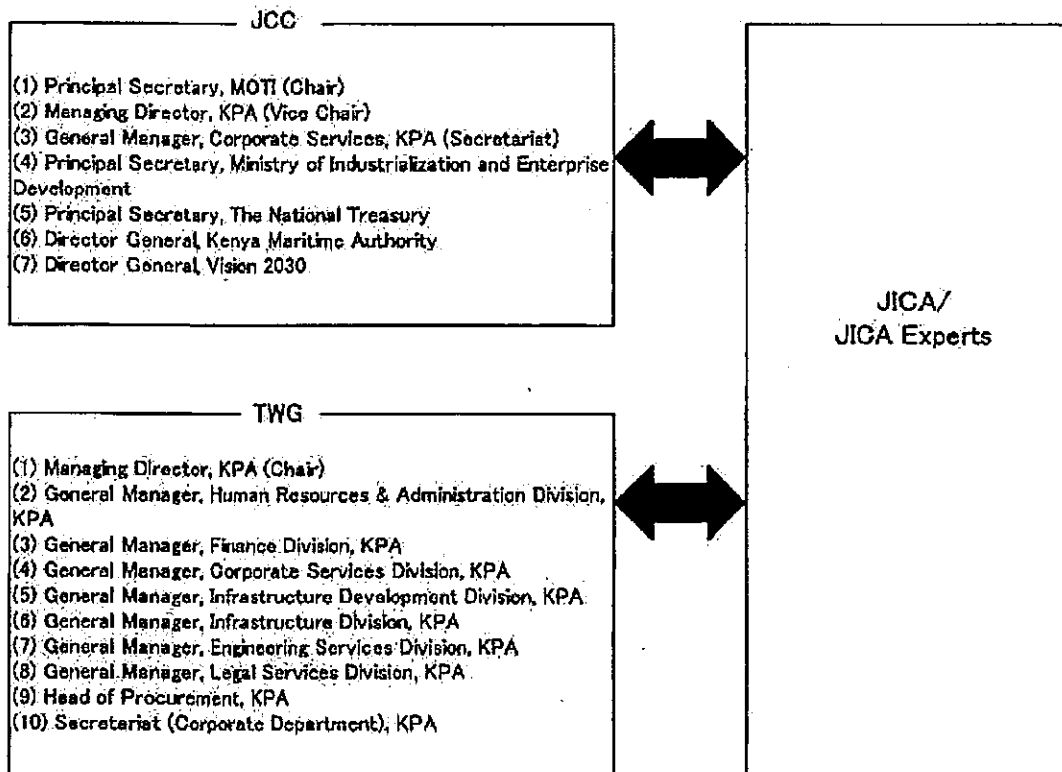 JCC
(1) Principal Secretary, MOTI (Chair)
(2) Managing Director, KPA (Vice Chair)
(3) General Manager, Corporate Services, KPA (Secretariat)
(4) Principal Secretary, Ministry of Industrialization and Enterprise
Development
(5) Principal Secretary, The National Treasury
(6) Director General, Kenya Maritime Authority
(7) Director General, Vision 2030
JICA/
JICA Experts
TWG
(1) Managing Director, KPA (Chair)
(2) General Manager, Human Resources & Administration Division,
KPA
(3) General Manager, Finance Division, KPA
(4) General Manager, Corporate Services Division, KPA
(5) General Manager, Infrastructure Development Division, KPA
(6) General Manager, Infrastructure Division, KPA
(7) General Manager, Engineering Services Division, KPA
(8) General Manager, Legal Services Division, KPA
(9) Head of Procurement, KPA
(10) Secretariat (Corporate Department), KPA